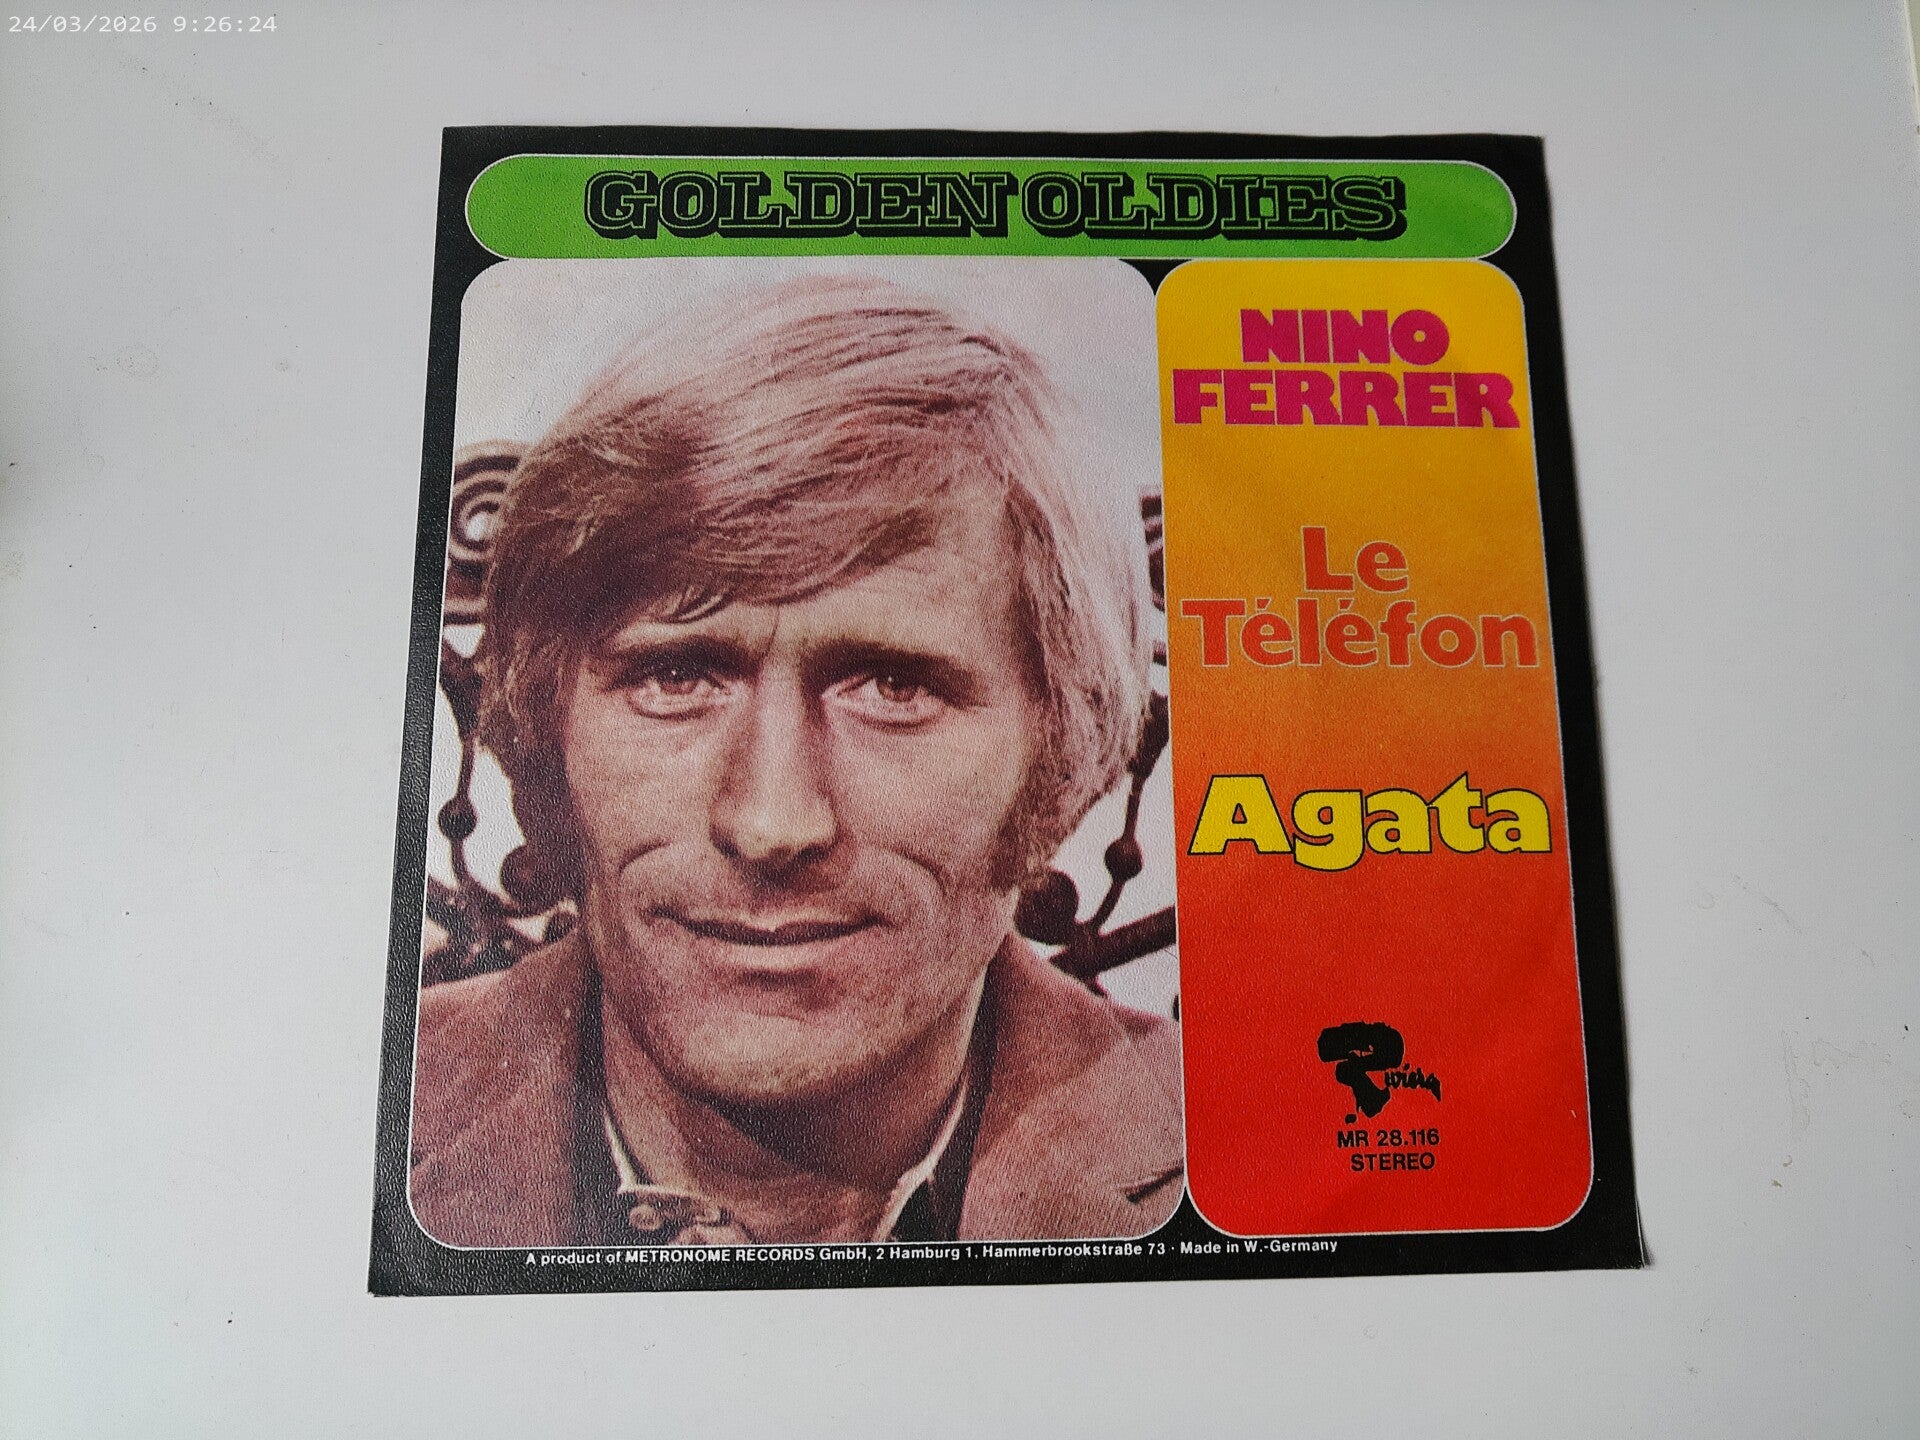 24/03/2026 9:26:24
GOLDEN OLDIES
NINO
FERRER
Le
Téléfon
Agata
Riviera
MR 28.116
STEREO
A product of METRONOME RECORDS GmbH, 2 Hamburg 1, Hammerbrookstraße 73 · Made in W.-Germany